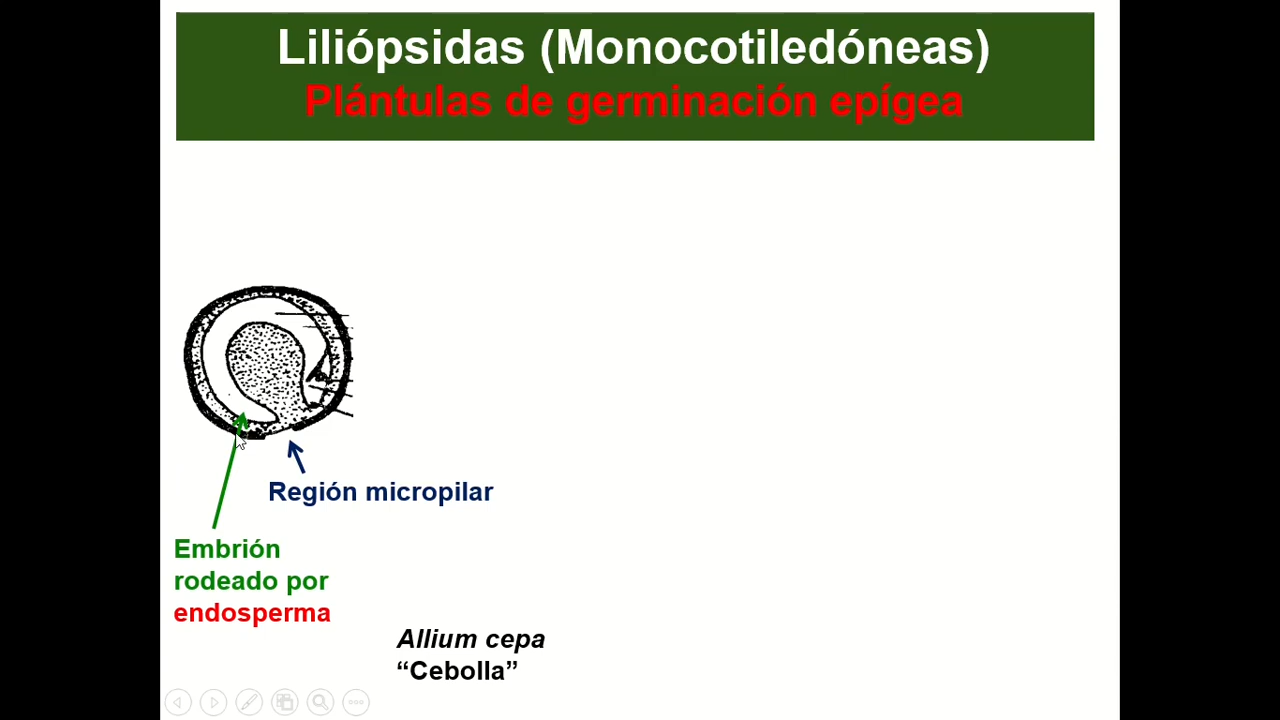 Liliópsidas (Monocotiledóneas)
Plántulas de germinación epígea
Región micropilar
Embrión
rodeado por
endosperma
Allium cepa
“Cebolla”